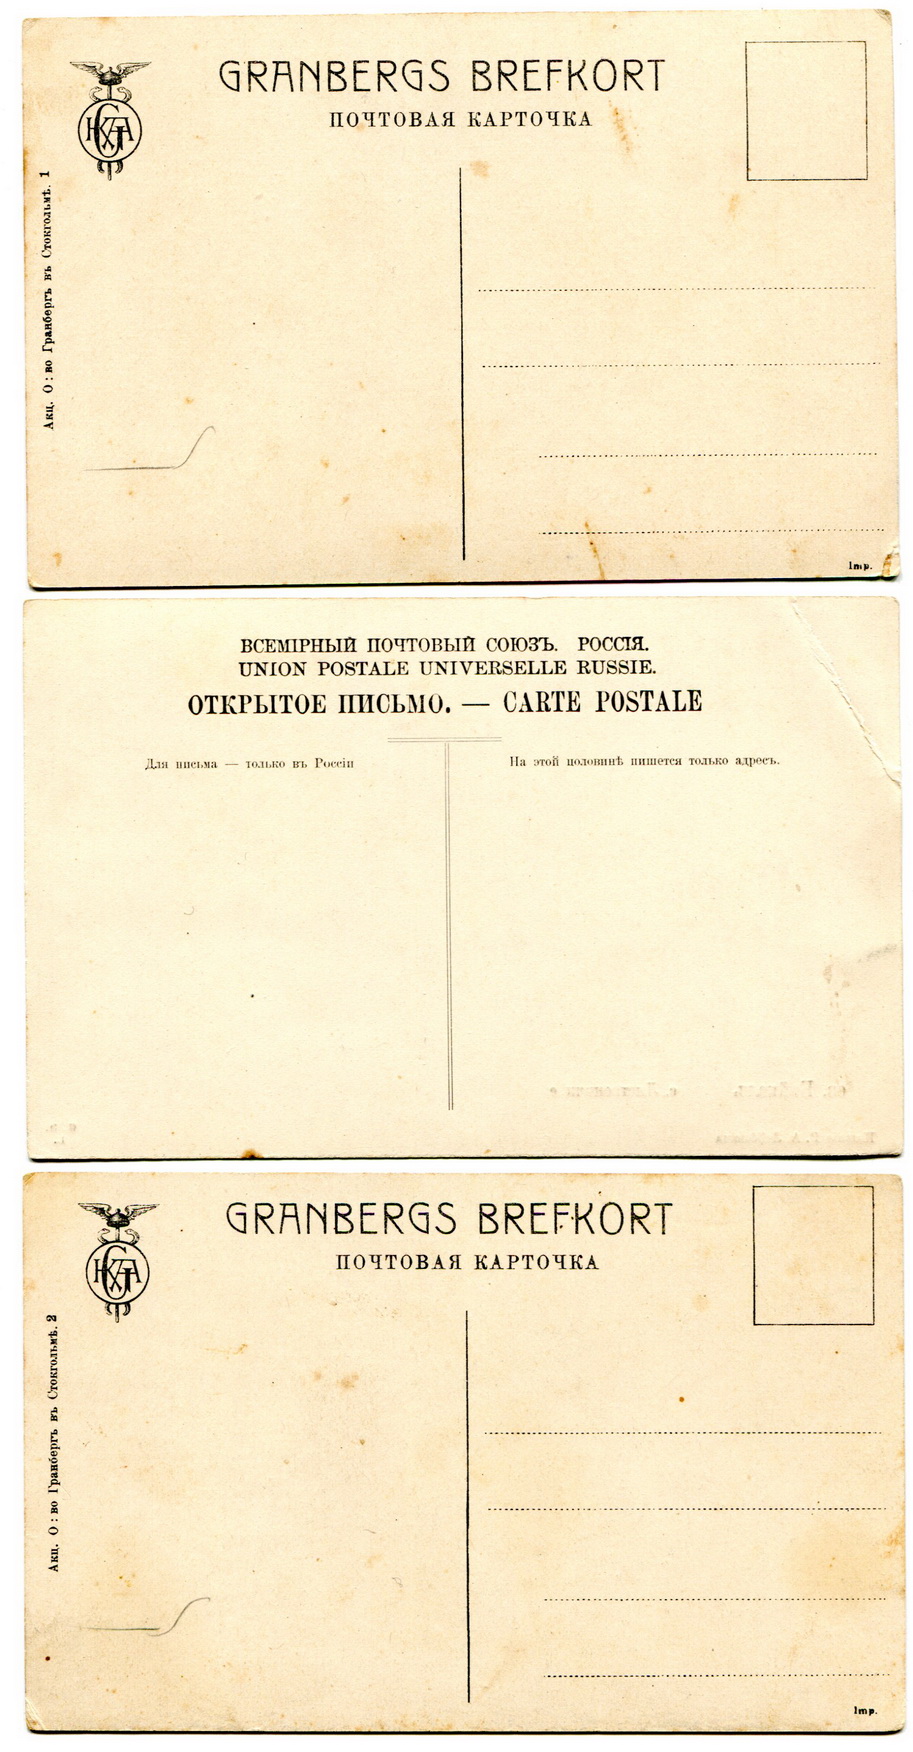 GRANBERGS BREFKORT
ПОЧТОВАЯ КАРТОЧКА
Акц. О: во Гранбергъ въ Стокгольмѣ. 1
Imp.
ВСЕМІРНЫЙ ПОЧТОВЫЙ СОЮЗЪ. РОССІЯ.
UNION POSTALE UNIVERSELLE RUSSIE.
ОТКРЫТОЕ ПИСЬМО. — CARTE POSTALE
Для письма — только въ Россіи
На этой половинѣ пишется только адресъ.
GRANBERGS BREFKORT
ПОЧТОВАЯ КАРТОЧКА
Акц. О: во Гранбергъ въ Стокгольмѣ. 2
Imp.